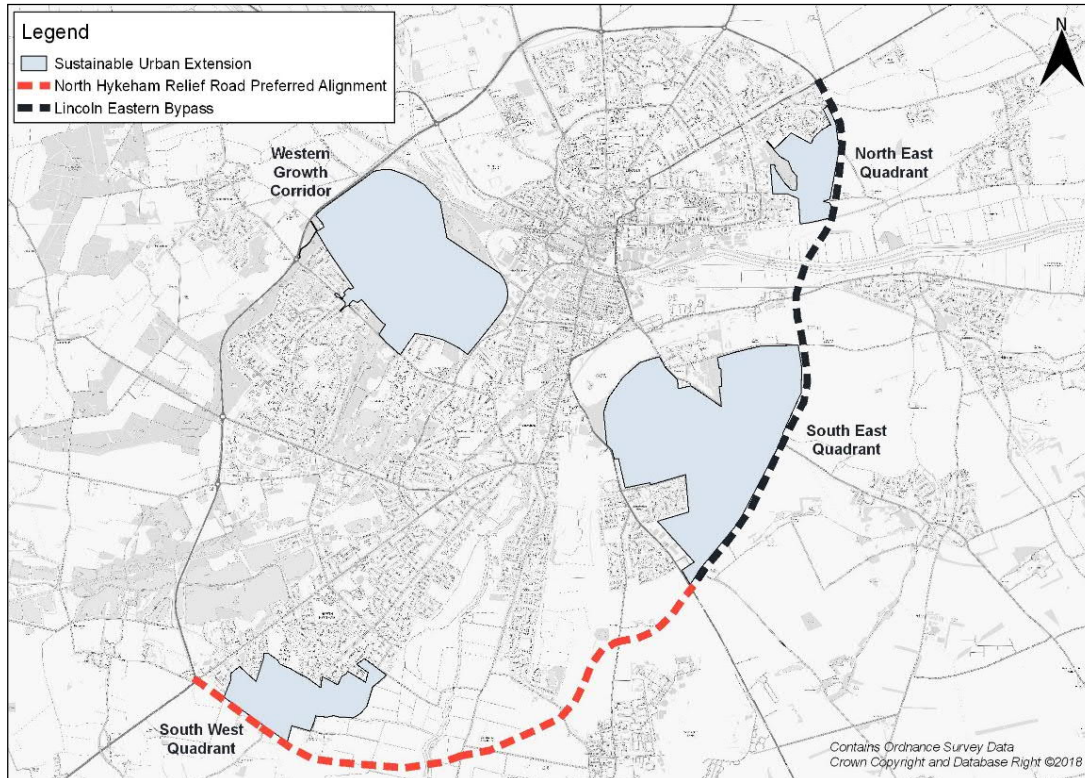 Legend
Sustainable Urban Extension
North Hykeham Relief Road Preferred Alignment
Lincoln Eastern Bypass
N
Western
Growth
Corridor
North East
Quadrant
South East
Quadrant
South West
Quadrant
Contains Ordnance Survey Data
Crown Copyright and Database Right ©2018